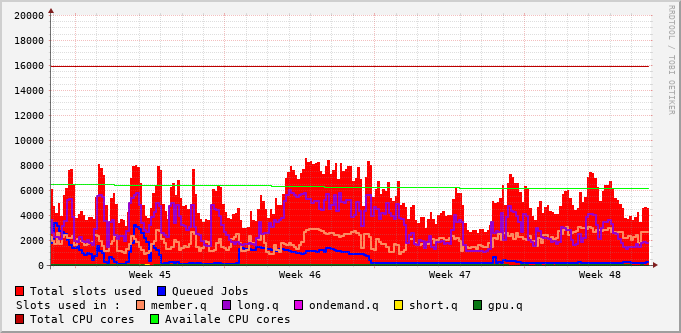 RRDTOOL / TOBI OETIKER
20000
18000
16000
14000
12000
10000
8000
6000
4000
2000
0
Week 45 Week 46 Week 47 Week 48
Total slots used Queued Jobs
Slots used in : member.q long.q ondemand.q short.q gpu.q
Total CPU cores Availale CPU cores